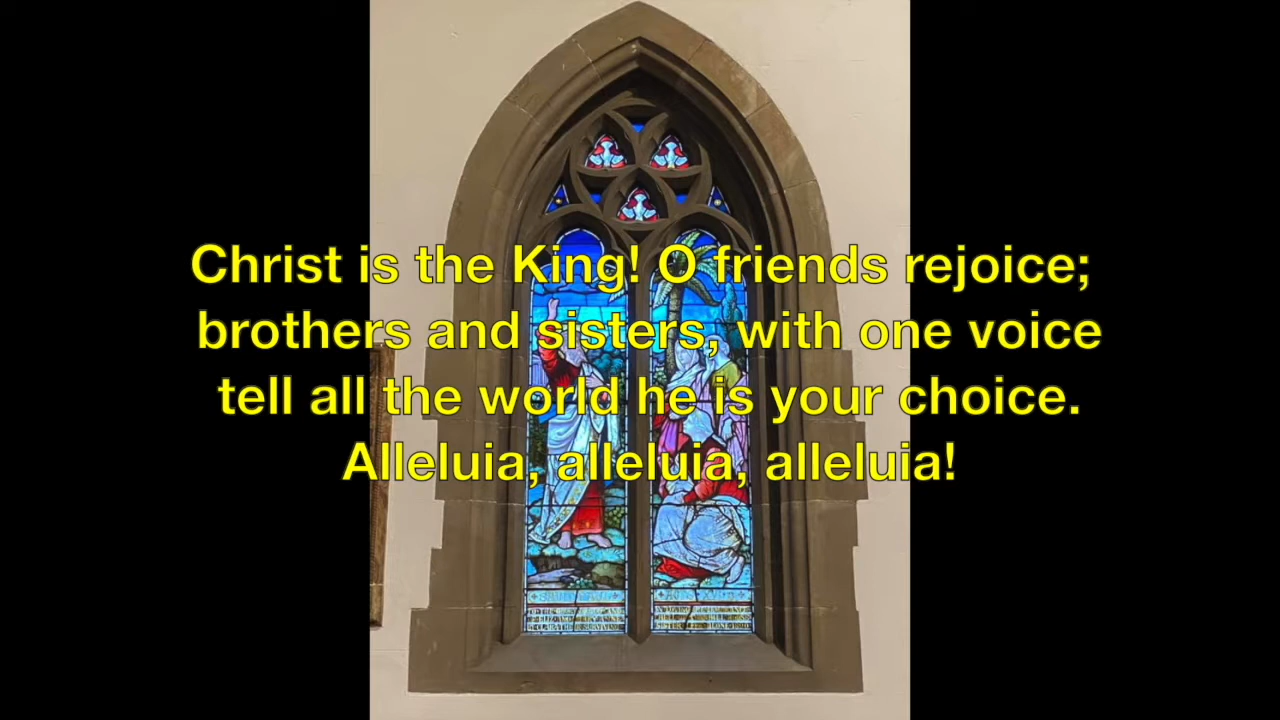 Christ is the King! O friends rejoice;
brothers and sisters, with one voice
tell all the world he is your choice.
Alleluia, alleluia, alleluia!